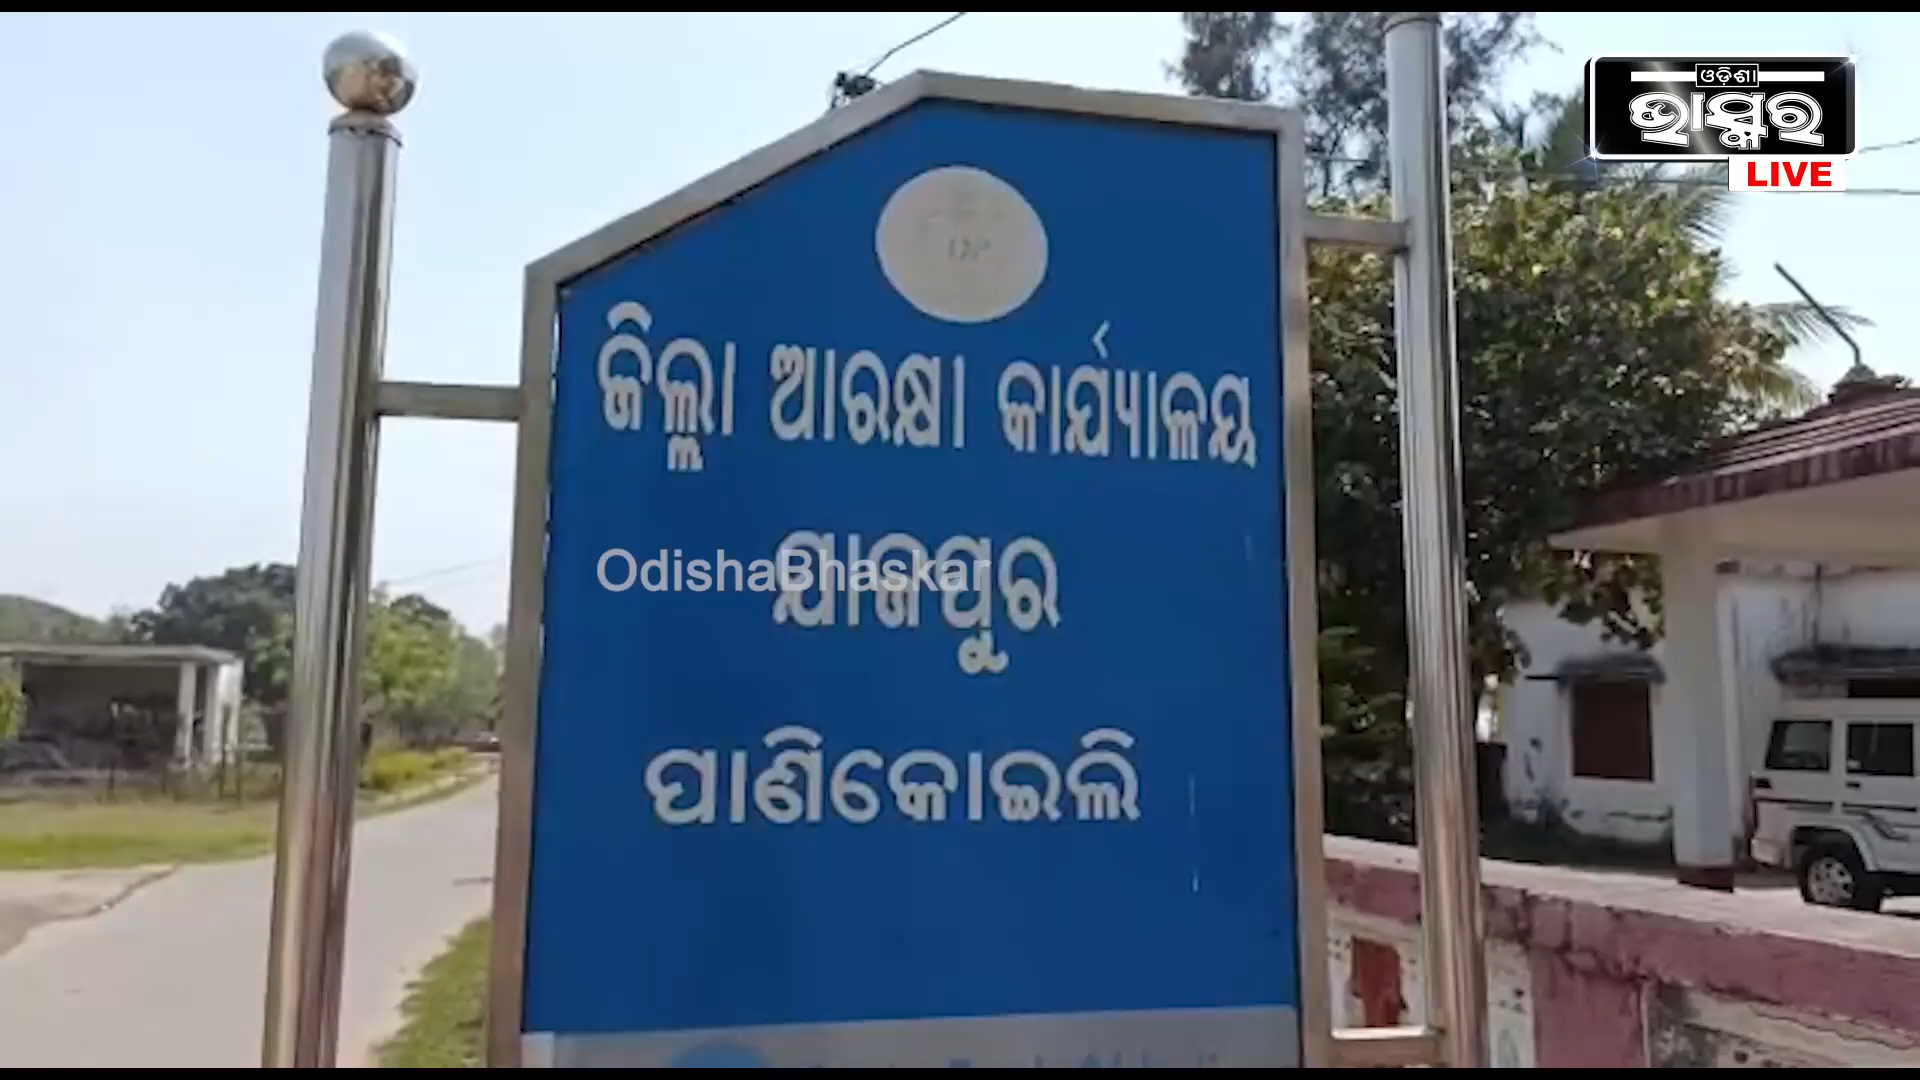 ଓଡ଼ିଶା
ଭାସ୍କର
LIVE
ଜିଲ୍ଲା ଆରକ୍ଷୀ କାର୍ଯ୍ୟାଳୟ
ଯାଜପୁର
OdishaBhaskar
ପାଣିକୋଇଲି